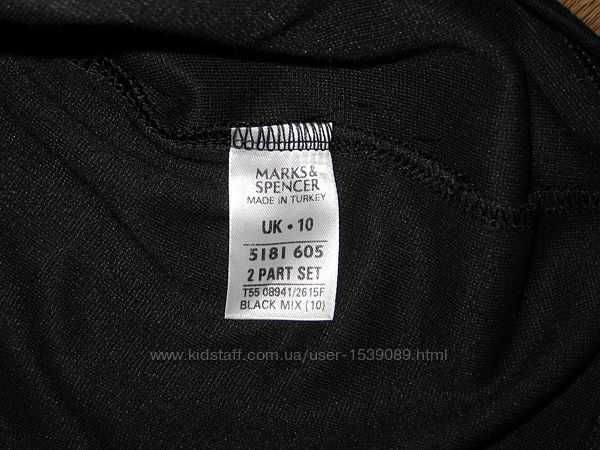 MARKS&
SPENCER
MADE IN TURKEY
UK • 10
5181 605
2 PART SET
T55 08941/2615F
BLACK MIX (10)
www.kidstaff.com.ua/user-1539089.html